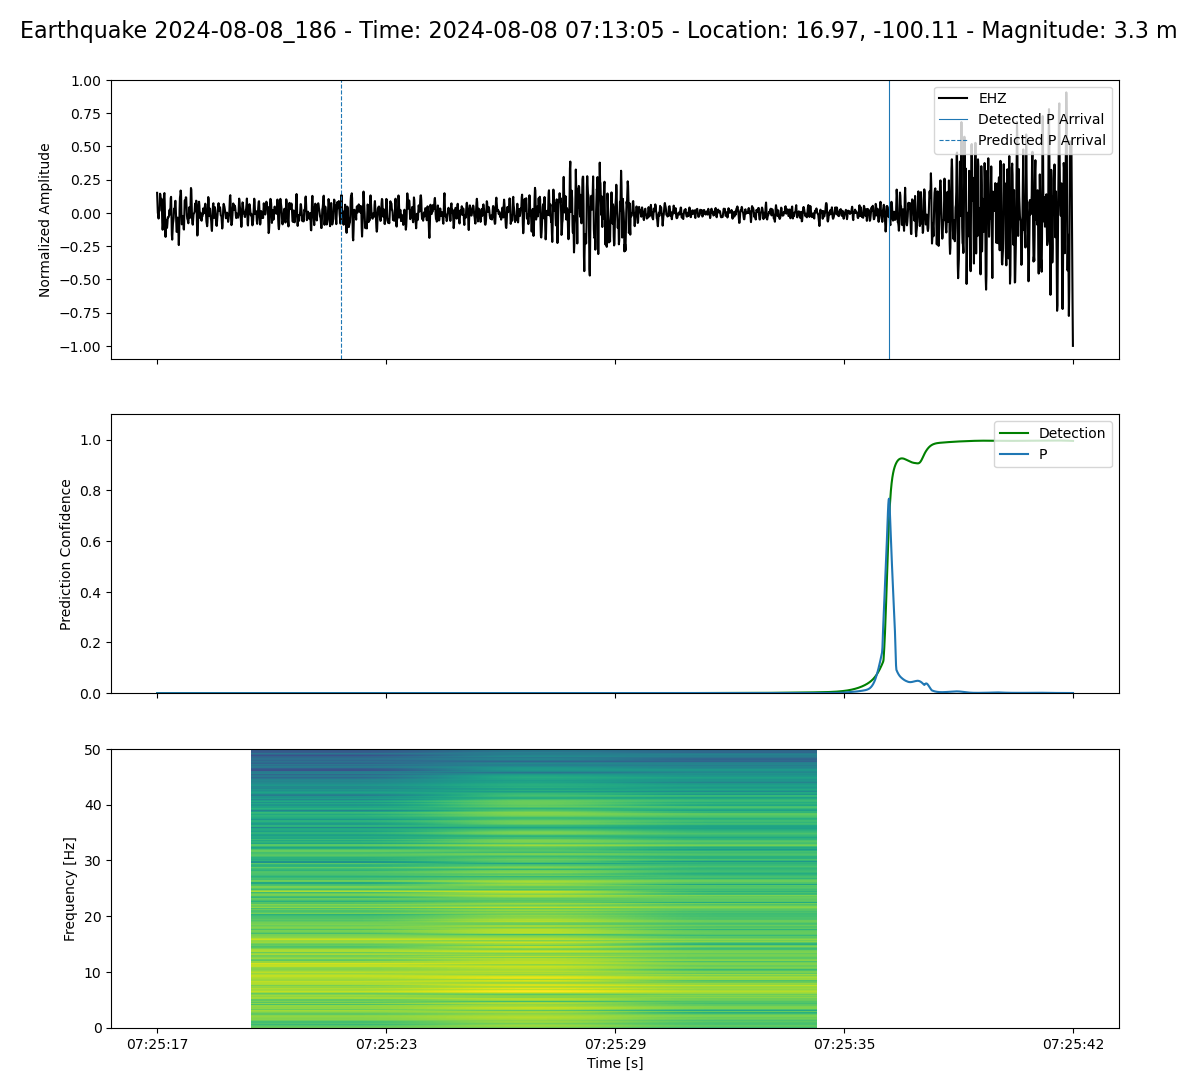 Earthquake 2024-08-08_186 - Time: 2024-08-08 07:13:05 - Location: 16.97, -100.11 - Magnitude: 3.3 m
1.00
0.75
0.50
0.25
0.00
−0.25
−0.50
−0.75
−1.00
Normalized Amplitude
EHZ
Detected P Arrival
Predicted P Arrival
1.0
0.8
0.6
0.4
0.2
0.0
Prediction Confidence
Detection
P
50
40
30
20
10
0
Frequency [Hz]
07:25:17 07:25:23 07:25:29 07:25:35 07:25:42
Time [s]